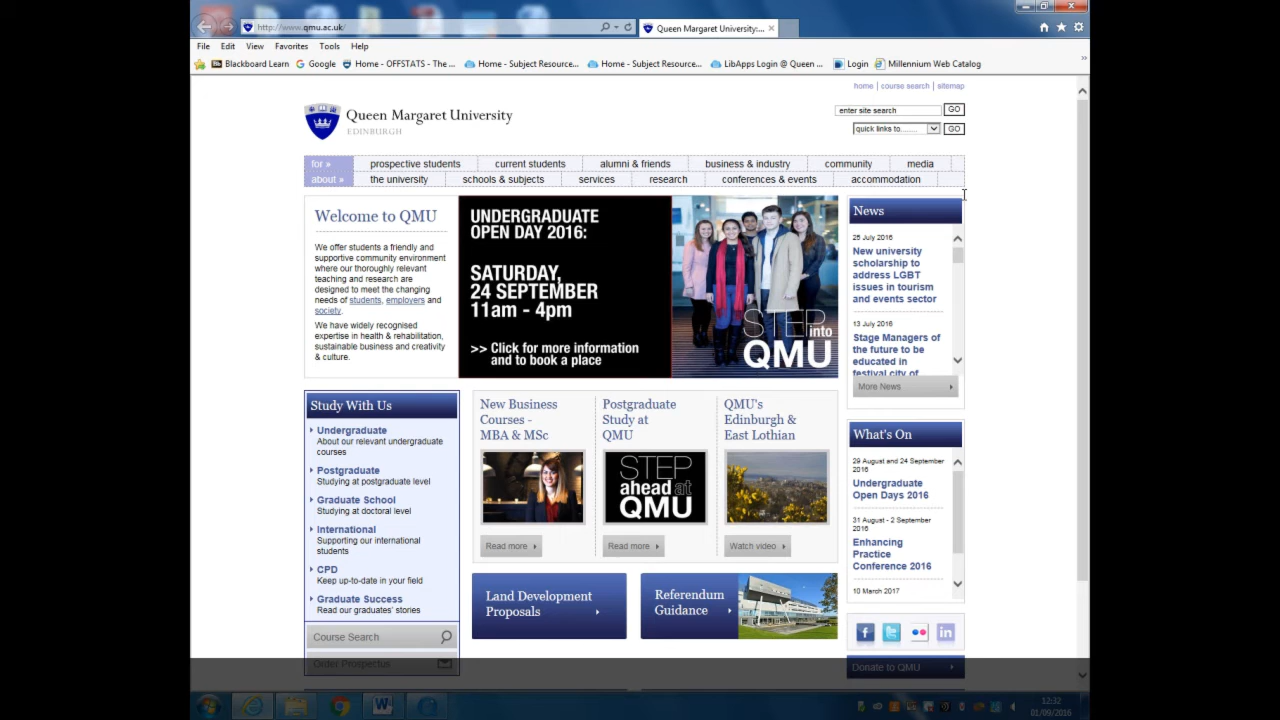 http://www.qmu.ac.uk/
Queen Margaret University:...
File Edit View Favorites Tools Help
Blackboard Learn Google Home - OFFSTATS - The ... Home - Subject Resource... Home - Subject Resource... LibApps Login @ Queen ... Login Millennium Web Catalog
home course search sitemap
Queen Margaret University
EDINBURGH
enter site search GO
quick links to....... GO
for » prospective students current students alumni & friends business & industry community media
about » the university schools & subjects services research conferences & events accommodation
Welcome to QMU
We offer students a friendly and
supportive community environment
where our thoroughly relevant
teaching and research are
designed to meet the changing
needs of students, employers and
society.
We have widely recognised
expertise in health & rehabilitation,
sustainable business and creativity
& culture.
UNDERGRADUATE
OPEN DAY 2016:
SATURDAY,
24 SEPTEMBER
11am - 4pm
>> Click for more information
and to book a place
STEP into
QMU
News
26 July 2016
New university
scholarship to
address LGBT
issues in tourism
and events sector
13 July 2016
Stage Managers of
the future to be
educated in
festival city of
More News
Study With Us
Undergraduate
About our relevant undergraduate
courses
Postgraduate
Studying at postgraduate level
Graduate School
Studying at doctoral level
International
Supporting our international
students
CPD
Keep up-to-date in your field
Graduate Success
Read our graduates' stories
Course Search
Order Prospectus
New Business
Courses -
MBA & MSc
Read more
Postgraduate
Study at
QMU
STEP
ahead at
QMU
Read more
QMU's
Edinburgh &
East Lothian
Watch video
Land Development
Proposals
Referendum
Guidance
What's On
29 August and 24 September
2016
Undergraduate
Open Days 2016
31 August - 2 September
2016
Enhancing
Practice
Conference 2016
10 March 2017
Donate to QMU
12:32
01/09/2016